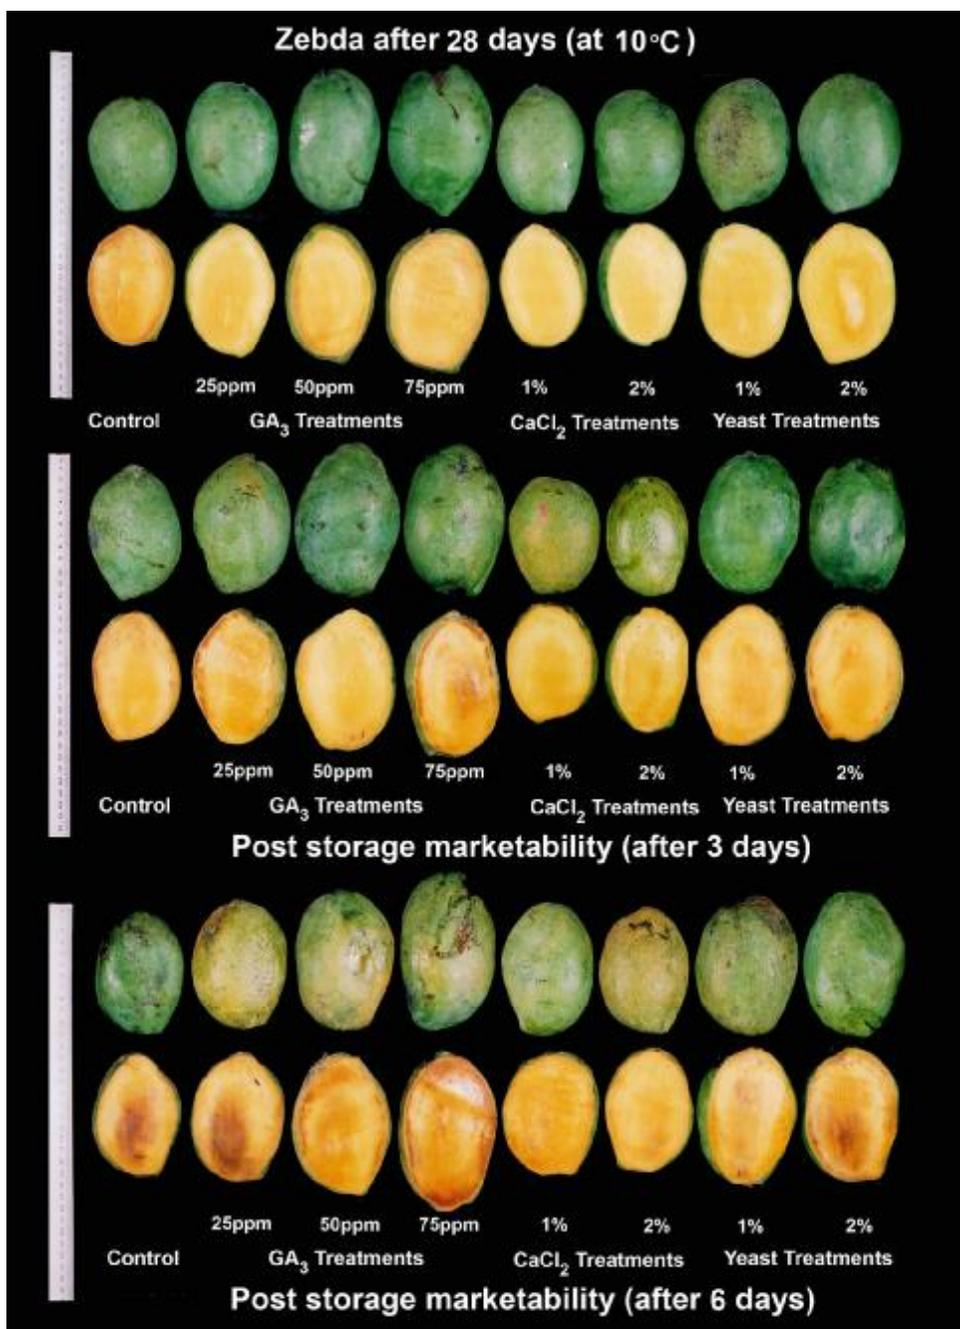 Zebda after 28 days (at 10°C)
25ppm 50ppm 75ppm 1% 2% 1% 2%
Control GA3 Treatments CaCl2 Treatments Yeast Treatments
25ppm 50ppm 75ppm 1% 2% 1% 2%
Control GA3 Treatments CaCl2 Treatments Yeast Treatments
Post storage marketability (after 3 days)
25ppm 50ppm 75ppm 1% 2% 1% 2%
Control GA3 Treatments CaCl2 Treatments Yeast Treatments
Post storage marketability (after 6 days)